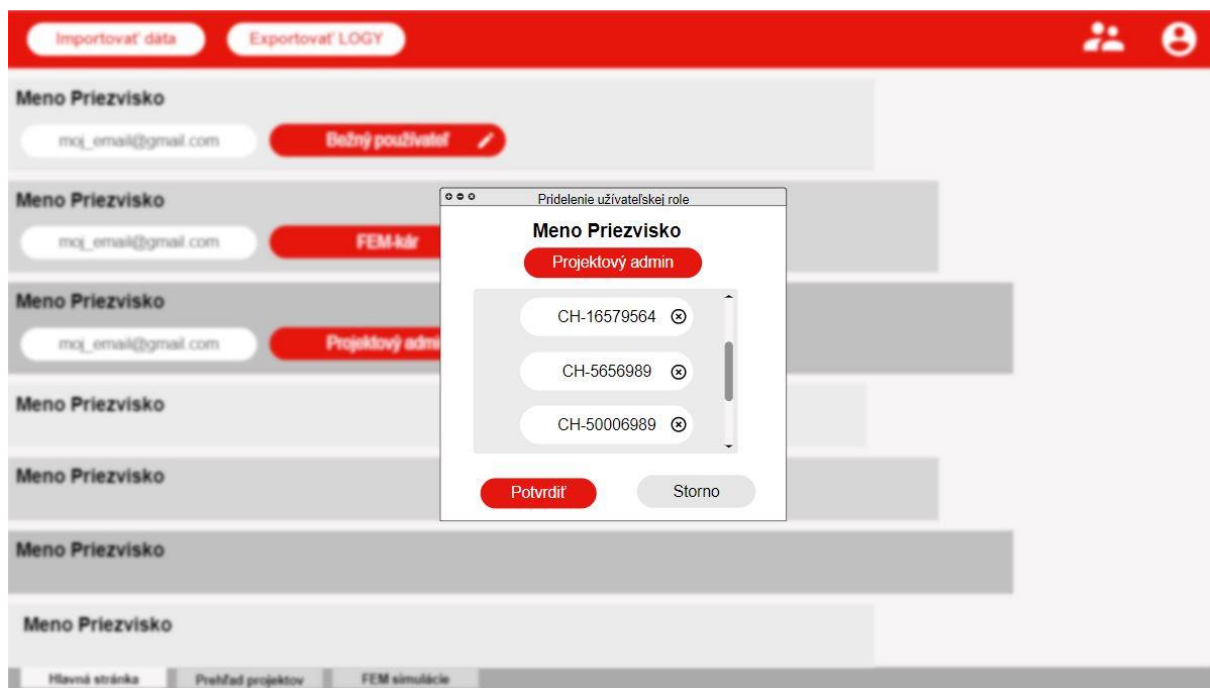 Importovať dáta
Exportovať LOGY
Meno Priezvisko
moj_email@gmail.com
Bežný používateľ
Meno Priezvisko
moj_email@gmail.com
FEM-kár
Meno Priezvisko
moj_email@gmail.com
Projektový admi
Meno Priezvisko
Meno Priezvisko
Meno Priezvisko
Meno Priezvisko
Pridelenie užívateľskej role
Meno Priezvisko
Projektový admin
CH-16579564
CH-5656989
CH-50006989
Potvrdiť
Storno
Hlavná stránka
Prehľad projektov
FEM simulácie